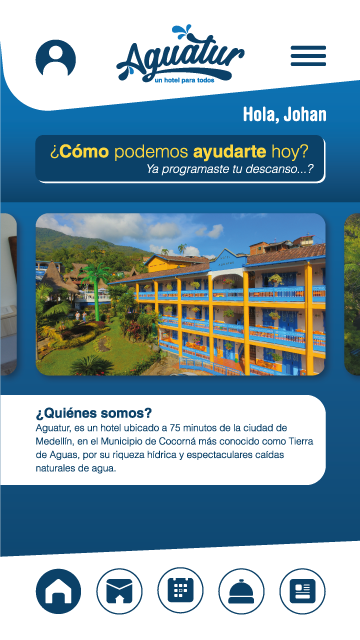 Aguatur
un hotel para todos
Hola, Johan
¿Cómo podemos ayudarte hoy?
Ya programaste tu descanso...?
¿Quiénes somos?
Aguatur, es un hotel ubicado a 75 minutos de la ciudad de
Medellín, en el Municipio de Cocorná más conocido como Tierra
de Aguas, por su riqueza hídrica y espectaculares caídas
naturales de agua.